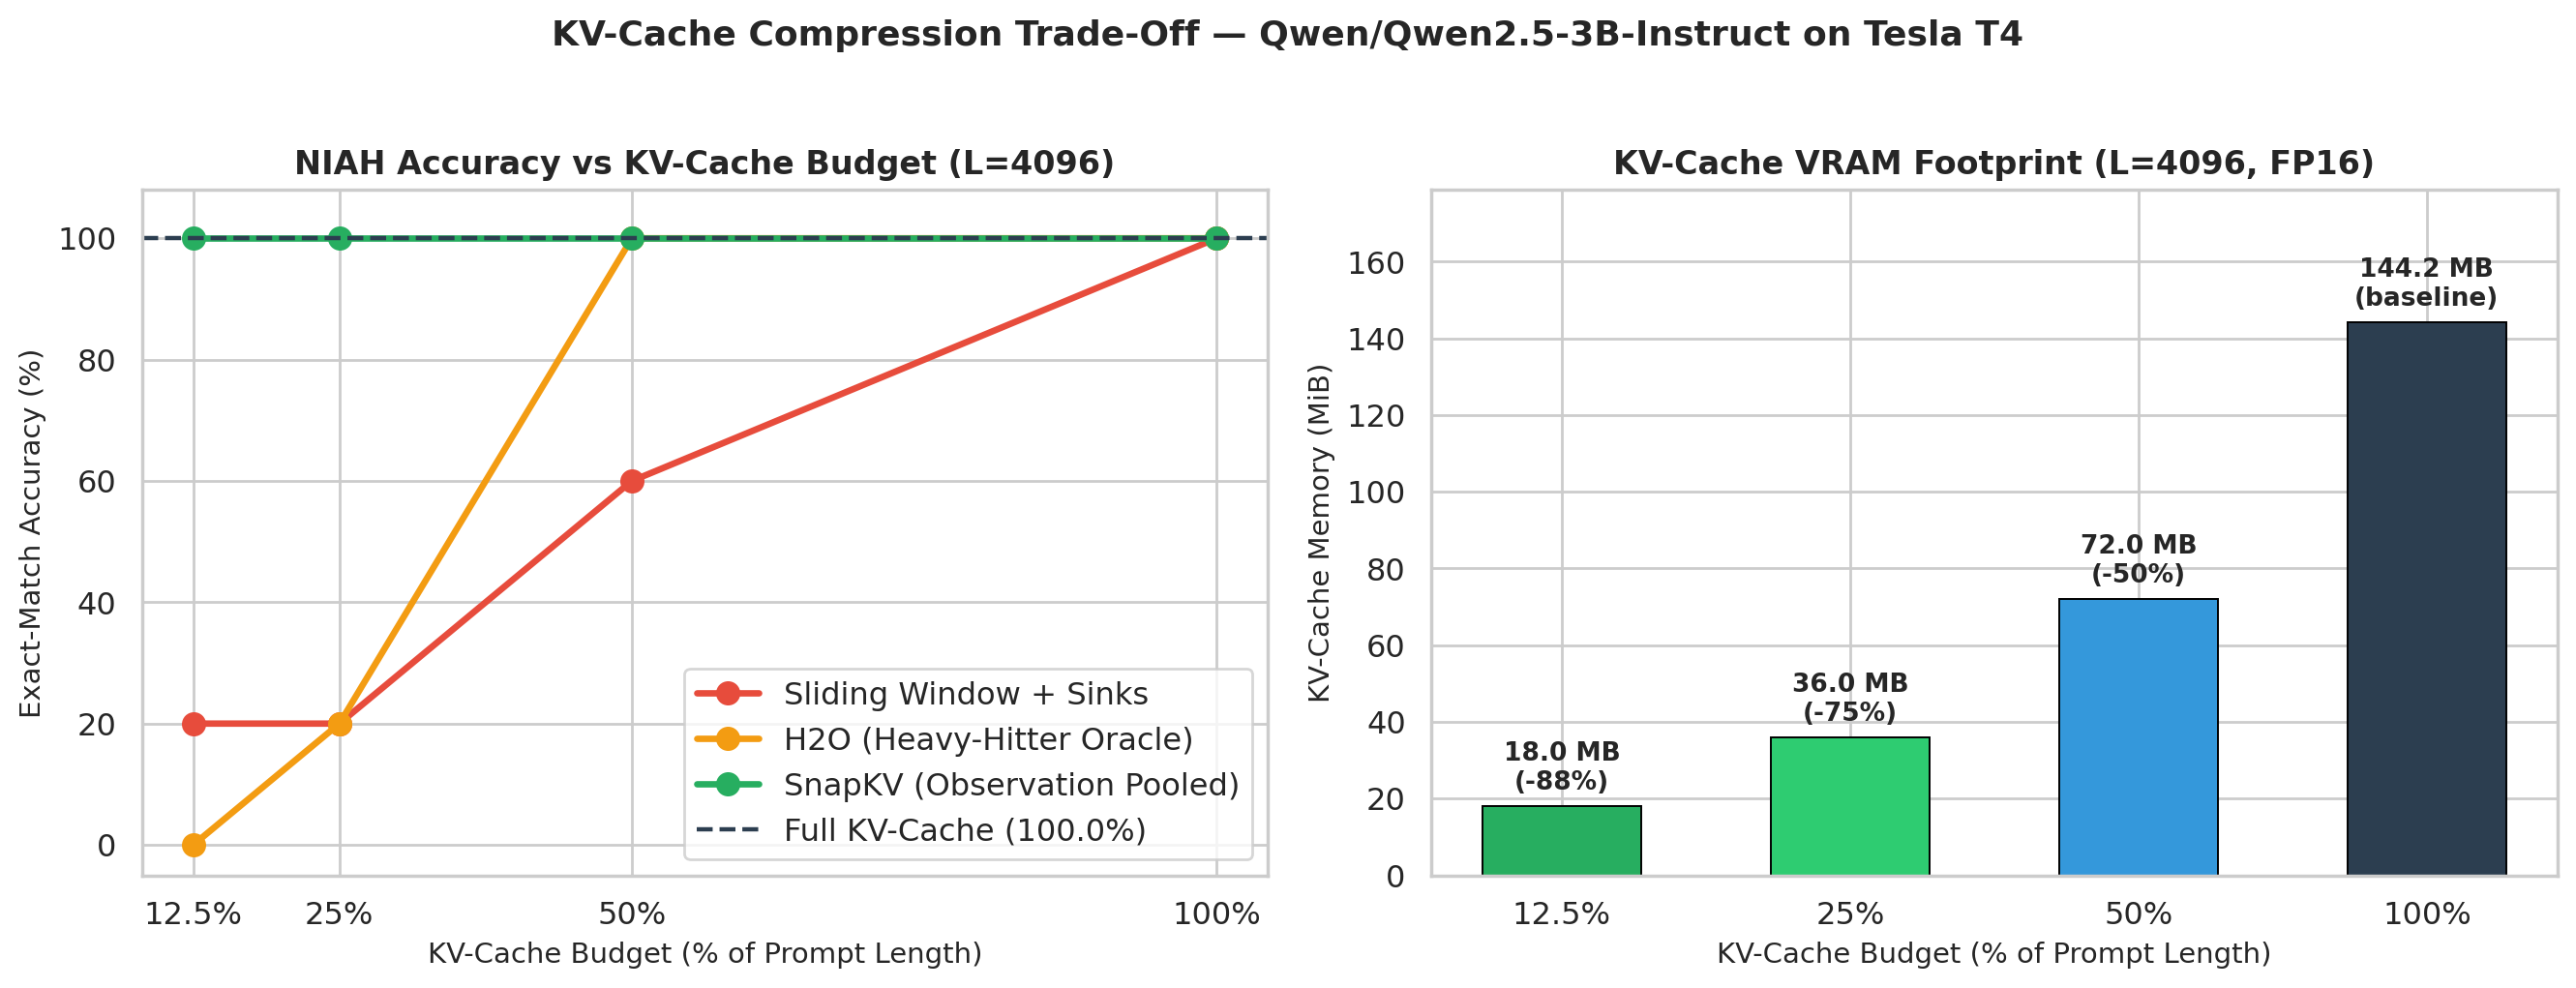 KV-Cache Compression Trade-Off — Qwen/Qwen2.5-3B-Instruct on Tesla T4
NIAH Accuracy vs KV-Cache Budget (L=4096)
Exact-Match Accuracy (%)
100
80
60
40
20
0
12.5% 25% 50% 100%
KV-Cache Budget (% of Prompt Length)
Sliding Window + Sinks
H2O (Heavy-Hitter Oracle)
SnapKV (Observation Pooled)
Full KV-Cache (100.0%)
KV-Cache VRAM Footprint (L=4096, FP16)
KV-Cache Memory (MiB)
160
140
120
100
80
60
40
20
0
18.0 MB
(-88%)
36.0 MB
(-75%)
72.0 MB
(-50%)
144.2 MB
(baseline)
12.5% 25% 50% 100%
KV-Cache Budget (% of Prompt Length)